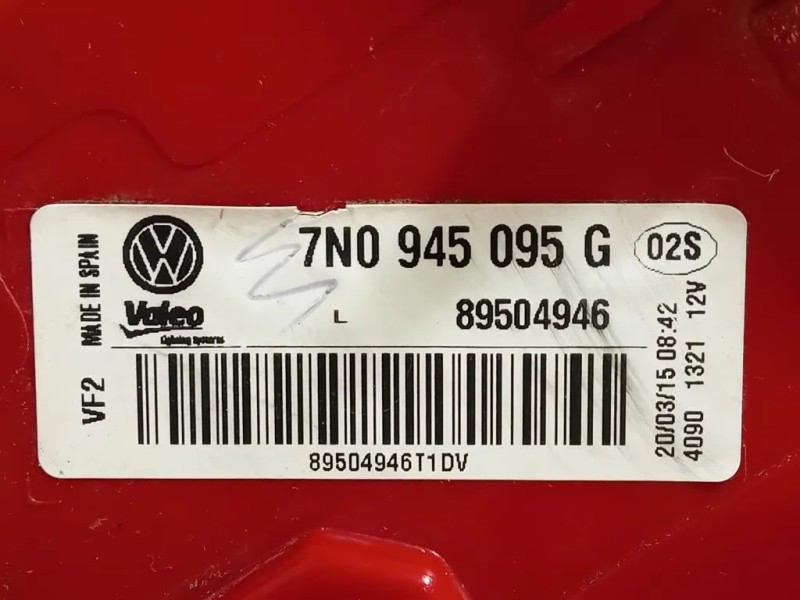 MADE IN SPAIN
VF2
VW
Valeo
Lighting Systems
7N0 945 095 G
02S
L
89504946
89504946T1DV
20/03/15 08:42
4090 1321 12V